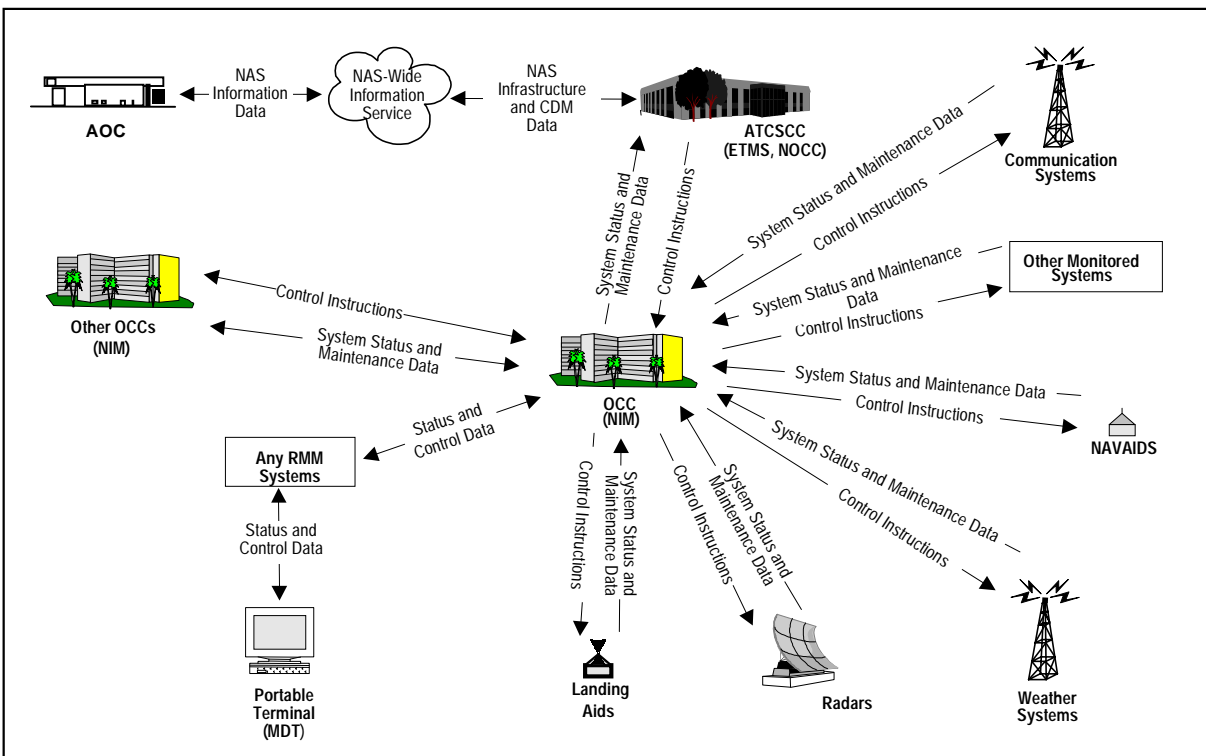 NAS
Information
Data
NAS-Wide
Information
Service
NAS
Infrastructure
and CDM
Data
AOC
ATCSCC
(ETMS, NOCC)
Communication
Systems
System Status and Maintenance Data
Control Instructions
System Status and
Maintenance Data
Control Instructions
Other Monitored
Systems
System Status and Maintenance
Data
Control Instructions
Other OCCs
(NIM)
Control Instructions
System Status and
Maintenance Data
OCC
(NIM)
System Status and Maintenance Data
Control Instructions
NAVAIDS
Status and
Control Data
Any RMM
Systems
Status and
Control Data
Portable
Terminal
(MDT)
Control Instructions
System Status and
Maintenance Data
Landing
Aids
Control Instructions
System Status and
Maintenance Data
Radars
System Status and Maintenance Data
Control Instructions
Weather
Systems